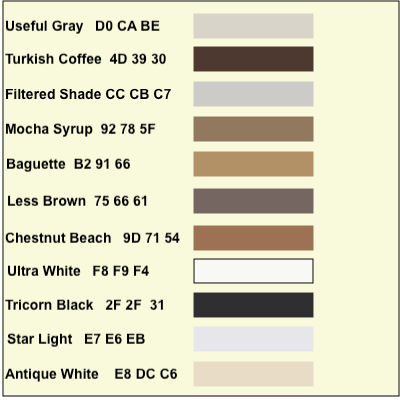 Useful Gray D0 CA BE
Turkish Coffee 4D 39 30
Filtered Shade CC CB C7
Mocha Syrup 92 78 5F
Baguette B2 91 66
Less Brown 75 66 61
Chestnut Beach 9D 71 54
Ultra White F8 F9 F4
Tricorn Black 2F 2F 31
Star Light E7 E6 EB
Antique White E8 DC C6